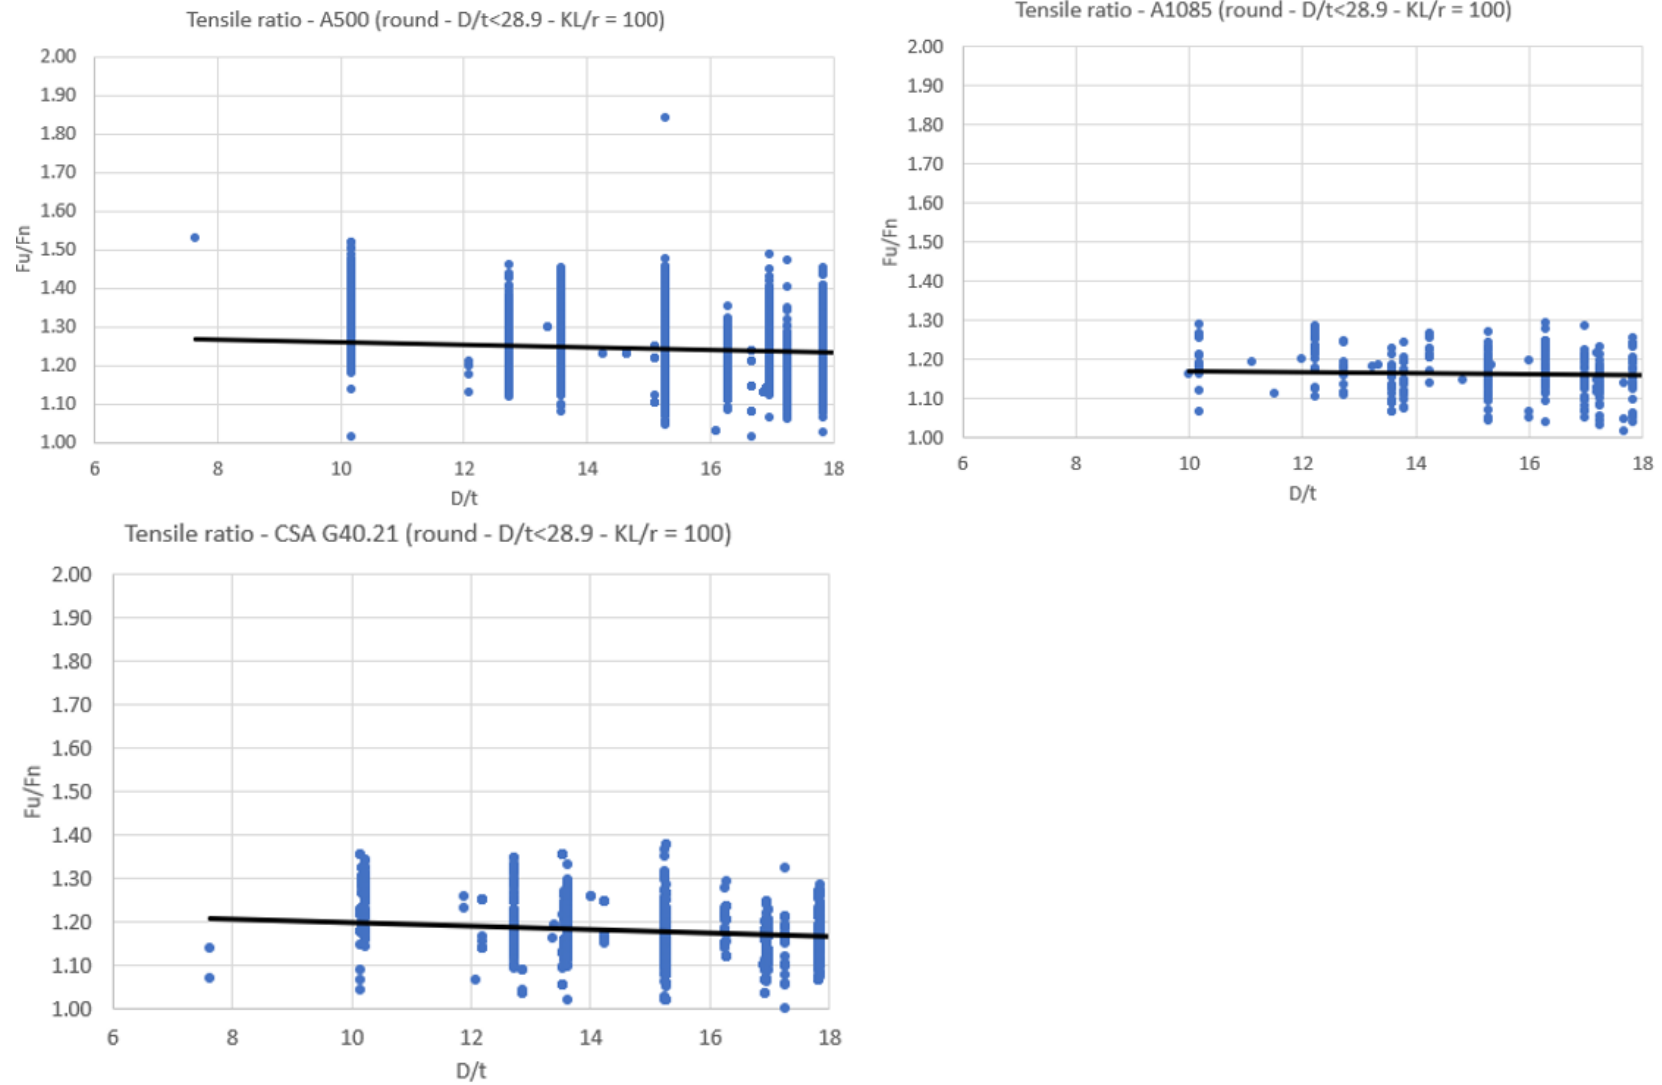 Tensile ratio - A500 (round - D/t<28.9 - KL/r = 100)
2.00
1.90
1.80
1.70
1.60
1.50
1.40
1.30
1.20
1.10
1.00
Fu/Fn
6 8 10 12 14 16 18
D/t
Tensile ratio - A1085 (round - D/t<28.9 - KL/r = 100)
2.00
1.90
1.80
1.70
1.60
1.50
1.40
1.30
1.20
1.10
1.00
Fu/Fn
6 8 10 12 14 16 18
D/t
Tensile ratio - CSA G40.21 (round - D/t<28.9 - KL/r = 100)
2.00
1.90
1.80
1.70
1.60
1.50
1.40
1.30
1.20
1.10
1.00
Fu/Fn
6 8 10 12 14 16 18
D/t